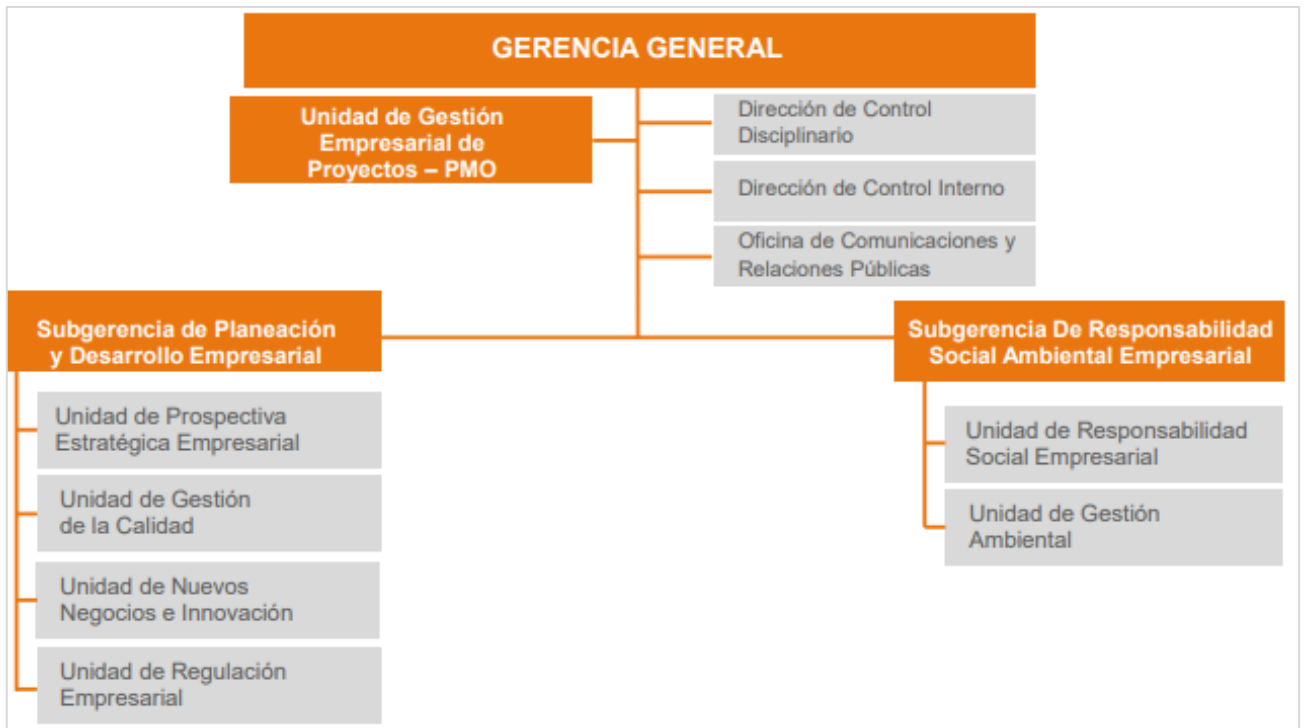 GERENCIA GENERAL
Unidad de Gestión
Empresarial de
Proyectos – PMO
Dirección de Control
Disciplinario
Dirección de Control Interno
Oficina de Comunicaciones y
Relaciones Públicas
Subgerencia de Planeación
y Desarrollo Empresarial
Unidad de Prospectiva
Estratégica Empresarial
Unidad de Gestión
de la Calidad
Unidad de Nuevos
Negocios e Innovación
Unidad de Regulación
Empresarial
Subgerencia De Responsabilidad
Social Ambiental Empresarial
Unidad de Responsabilidad
Social Empresarial
Unidad de Gestión
Ambiental